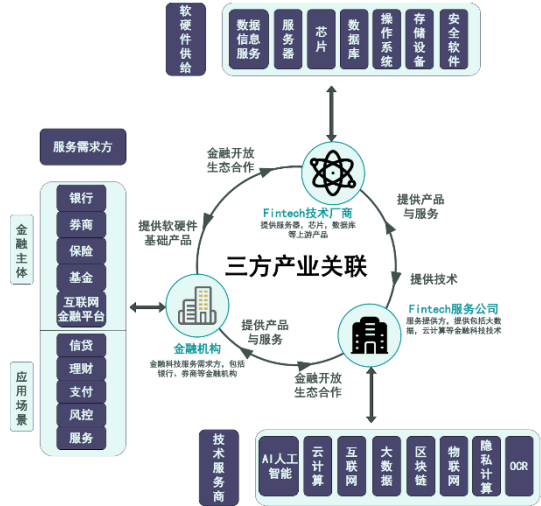 软硬件供给
数据信息服务
服务器
芯片
数据库
操作系统
存储设备
安全软件
服务需求方
金融主体
银行
券商
保险
基金
互联网
金融平台
应用场景
信贷
理财
支付
风控
服务
金融开放
生态合作
Fintech技术厂商
提供服务器，芯片，数据库
等上游产品
提供产品
与服务
提供软硬件
基础产品
三方产业关联
提供技术
Fintech服务公司
服务提供方，提供包括大数
据，云计算等金融科技技术
金融机构
金融科技服务需求方，包括
银行、券商等金融机构
提供产品
与服务
金融开放
生态合作
技术服务商
AI人工
智能
云计算
互联网
大数据
区块链
物联网
隐私计算
OCR